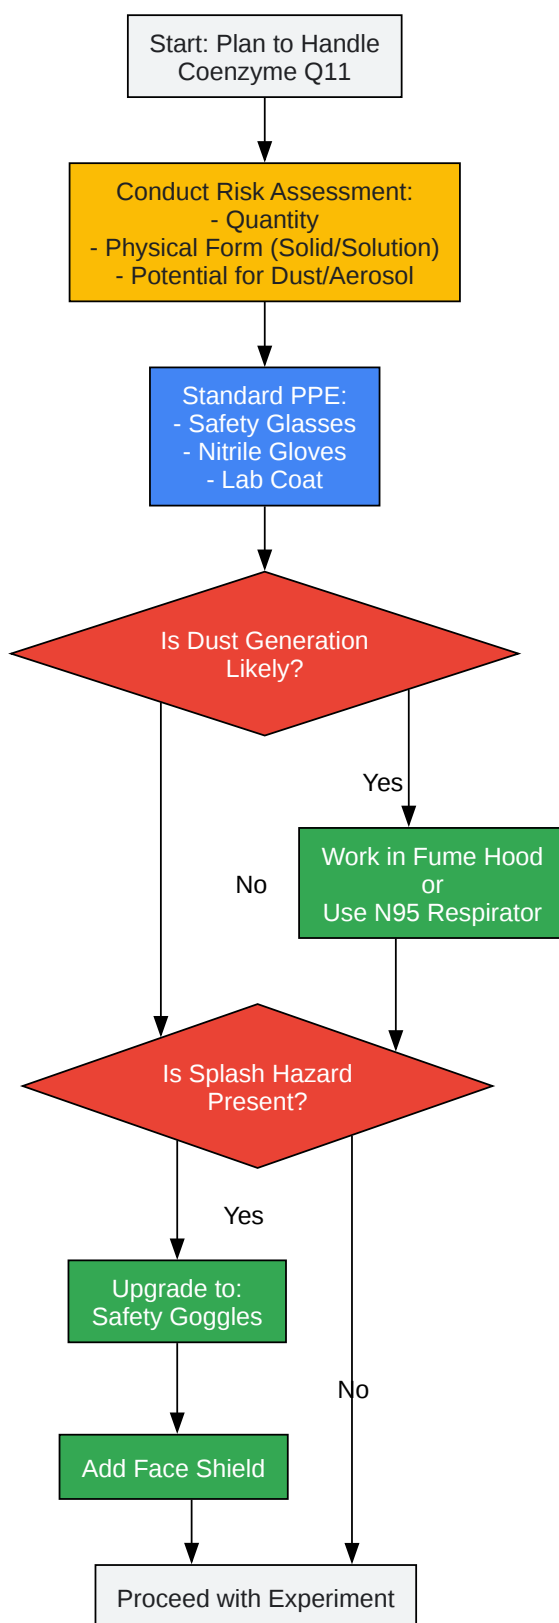 Start: Plan to Handle
Coenzyme Q11
Conduct Risk Assessment:
- Quantity
- Physical Form (Solid/Solution)
- Potential for Dust/Aerosol
Standard PPE:
- Safety Glasses
- Nitrile Gloves
- Lab Coat
Is Dust Generation
Likely?
Yes
Work in Fume Hood
or
Use N95 Respirator
No
Is Splash Hazard
Present?
Yes
Upgrade to:
Safety Goggles
No
Add Face Shield
Proceed with Experiment